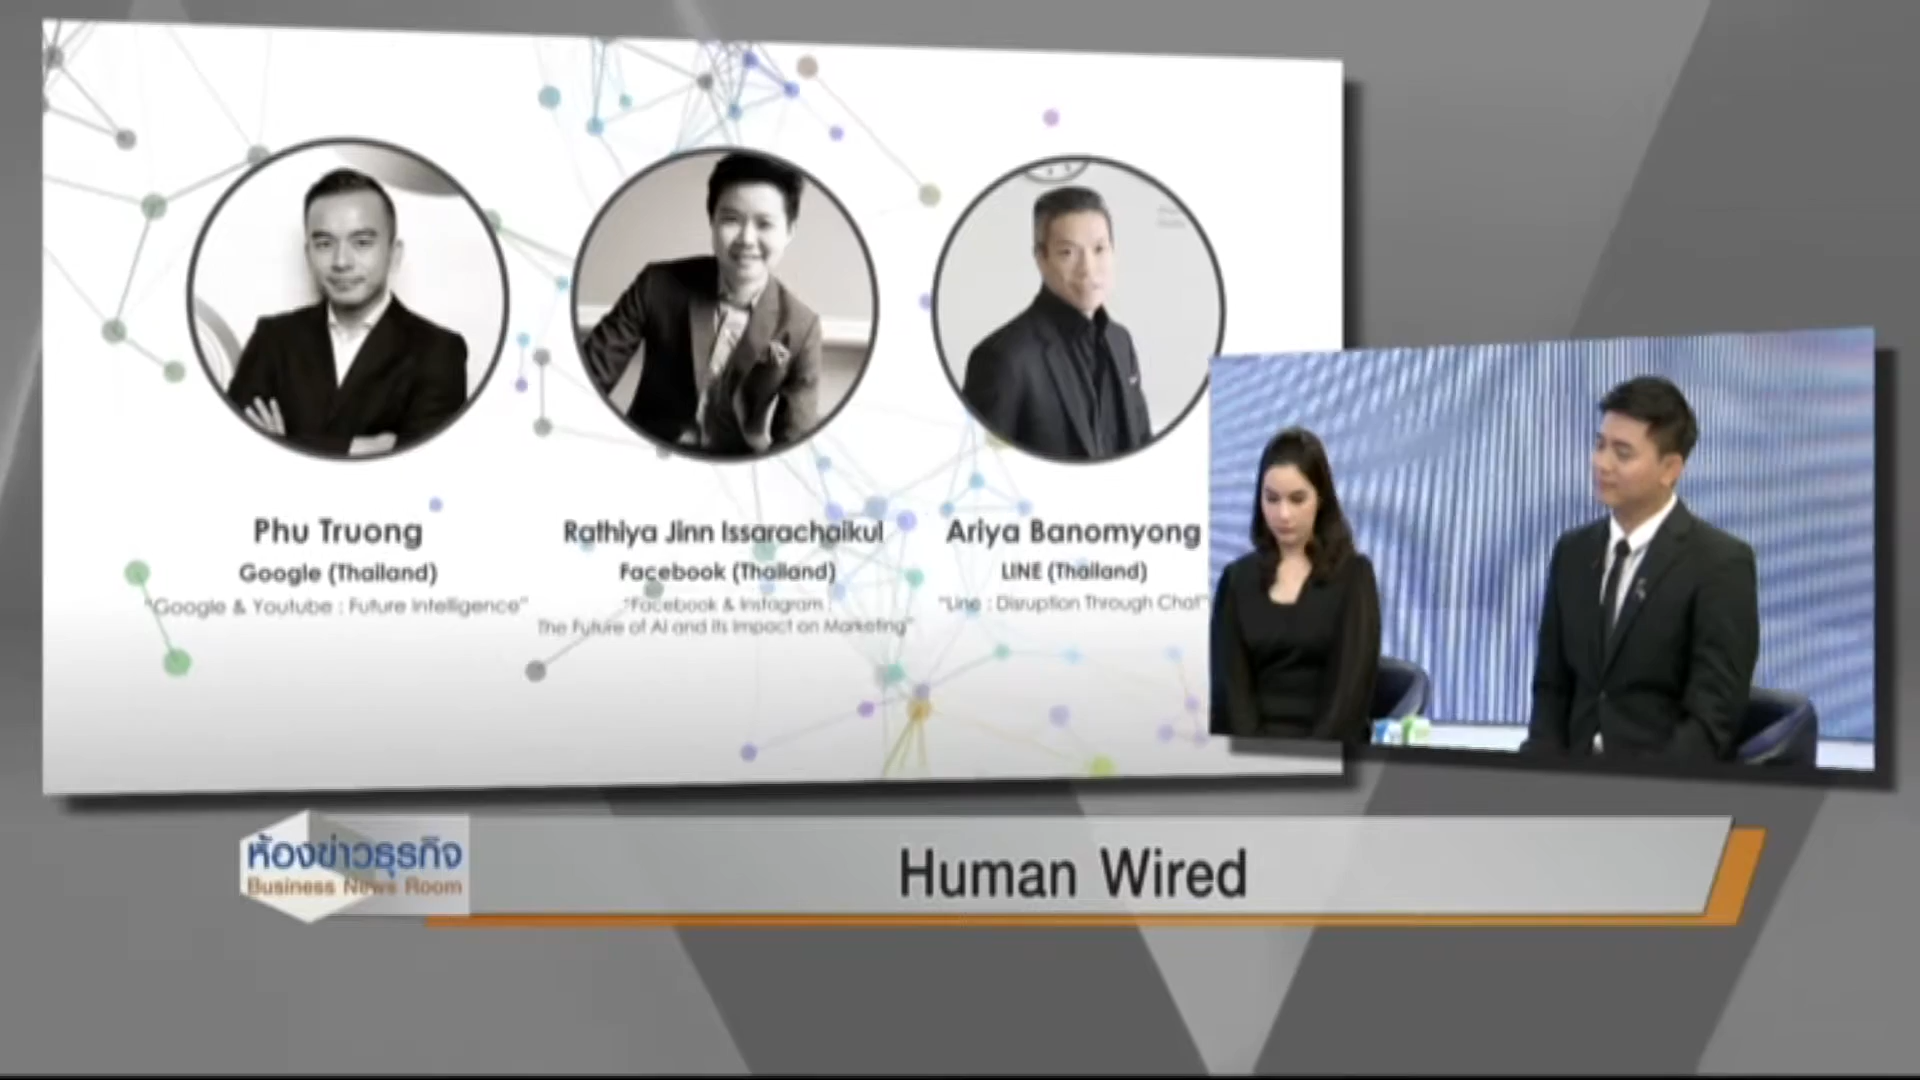 Phu Truong
Google (Thailand)
"Google & Youtube : Future Intelligence"
Rathiya Jinn Issarachaikul
Facebook (Thailand)
"Facebook & Instagram :
The Future of AI and its Impact on Marketing"
Ariya Banomyong
LINE (Thailand)
"Line : Disruption Through Chat"
ห้องข่าวธุรกิจ
Business News Room
Human Wired